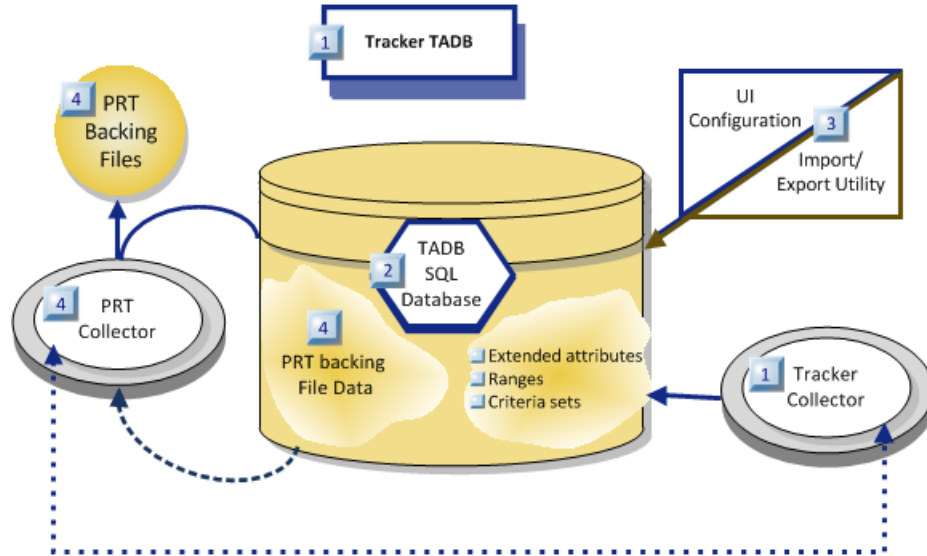 1 Tracker TADB
4 PRT
Backing
Files
UI
Configuration
3
Import/
Export Utility
2 TADB
SQL
Database
4 PRT
Collector
4
PRT backing
File Data
Extended attributes
Ranges
Criteria sets
1 Tracker
Collector